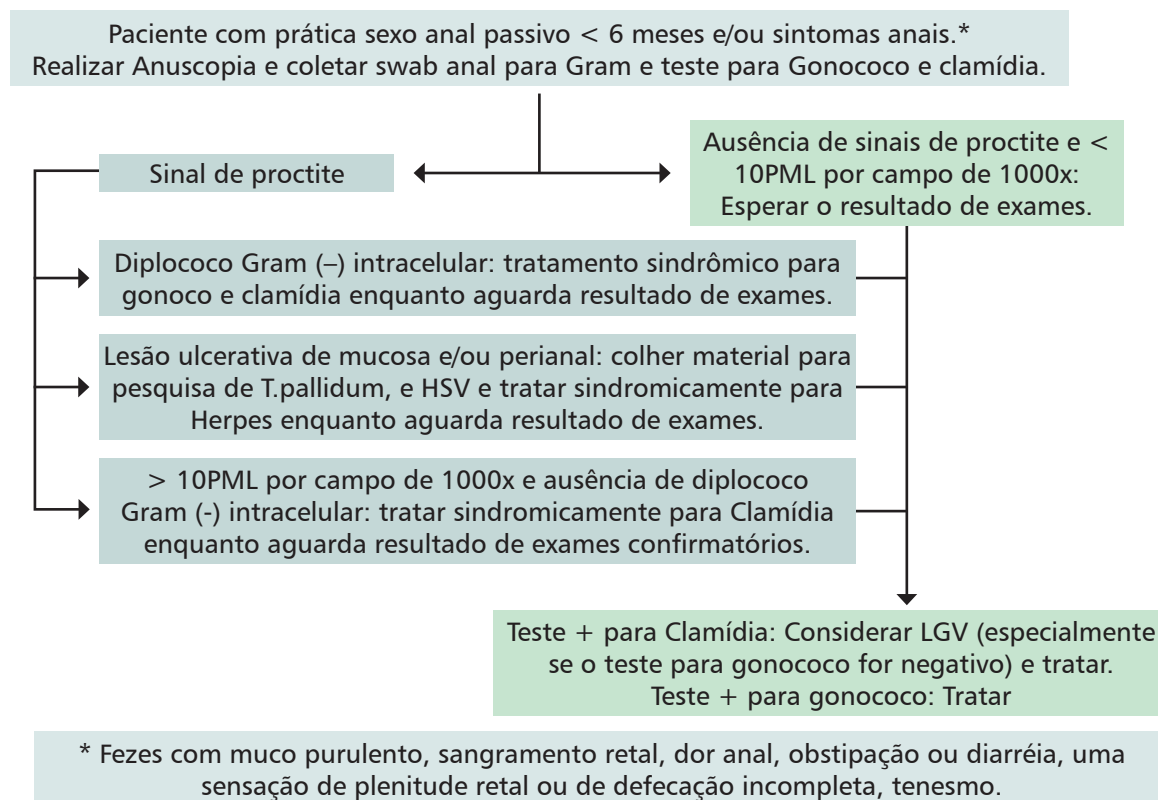 Paciente com prática sexo anal passivo < 6 meses e/ou sintomas anais.*
Realizar Anuscopia e coletar swab anal para Gram e teste para Gonococo e clamídia.
Sinal de proctite
Ausência de sinais de proctite e <
10PML por campo de 1000x:
Esperar o resultado de exames.
Diplococo Gram (–) intracelular: tratamento sindrômico para
gonoco e clamídia enquanto aguarda resultado de exames.
Lesão ulcerativa de mucosa e/ou perianal: colher material para
pesquisa de T.pallidum, e HSV e tratar sindromicamente para
Herpes enquanto aguarda resultado de exames.
> 10PML por campo de 1000x e ausência de diplococo
Gram (-) intracelular: tratar sindromicamente para Clamídia
enquanto aguarda resultado de exames confirmatórios.
Teste + para Clamídia: Considerar LGV (especialmente
se o teste para gonococo for negativo) e tratar.
Teste + para gonococo: Tratar
* Fezes com muco purulento, sangramento retal, dor anal, obstipação ou diarréia, uma
sensação de plenitude retal ou de defecação incompleta, tenesmo.